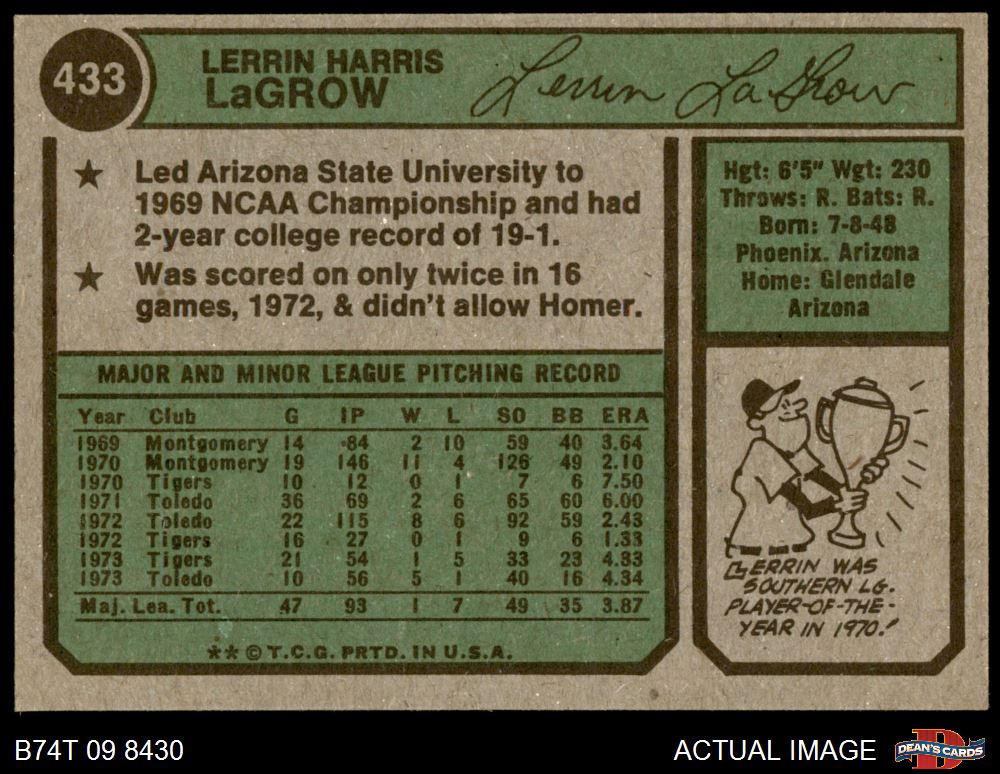 433
LERRIN HARRIS
LaGROW
Lerrin LaGrow
★ Led Arizona State University to
1969 NCAA Championship and had
2-year college record of 19-1.
★ Was scored on only twice in 16
games, 1972, & didn't allow Homer.
Hgt: 6'5" Wgt: 230
Throws: R. Bats: R.
Born: 7-8-48
Phoenix, Arizona
Home: Glendale
Arizona
MAJOR AND MINOR LEAGUE PITCHING RECORD
Year Club G IP W L SO BB ERA
1969 Montgomery 14 84 2 10 59 40 3.64
1970 Montgomery 19 146 11 4 126 49 2.10
1970 Tigers 10 12 0 1 7 6 7.50
1971 Toledo 36 69 2 6 65 60 6.00
1972 Toledo 22 115 8 6 92 59 2.43
1972 Tigers 16 27 0 1 9 6 1.33
1973 Tigers 21 54 1 5 33 23 4.33
1973 Toledo 10 56 5 1 40 16 4.34
Maj. Lea. Tot. 47 93 1 7 49 35 3.87
** © T.C.G. PRTD. IN U.S.A.
LERRIN WAS
SOUTHERN LG.
PLAYER-OF-THE-
YEAR IN 1970.!
B74T 09 8430
ACTUAL IMAGE
D
DEAN'S CARDS